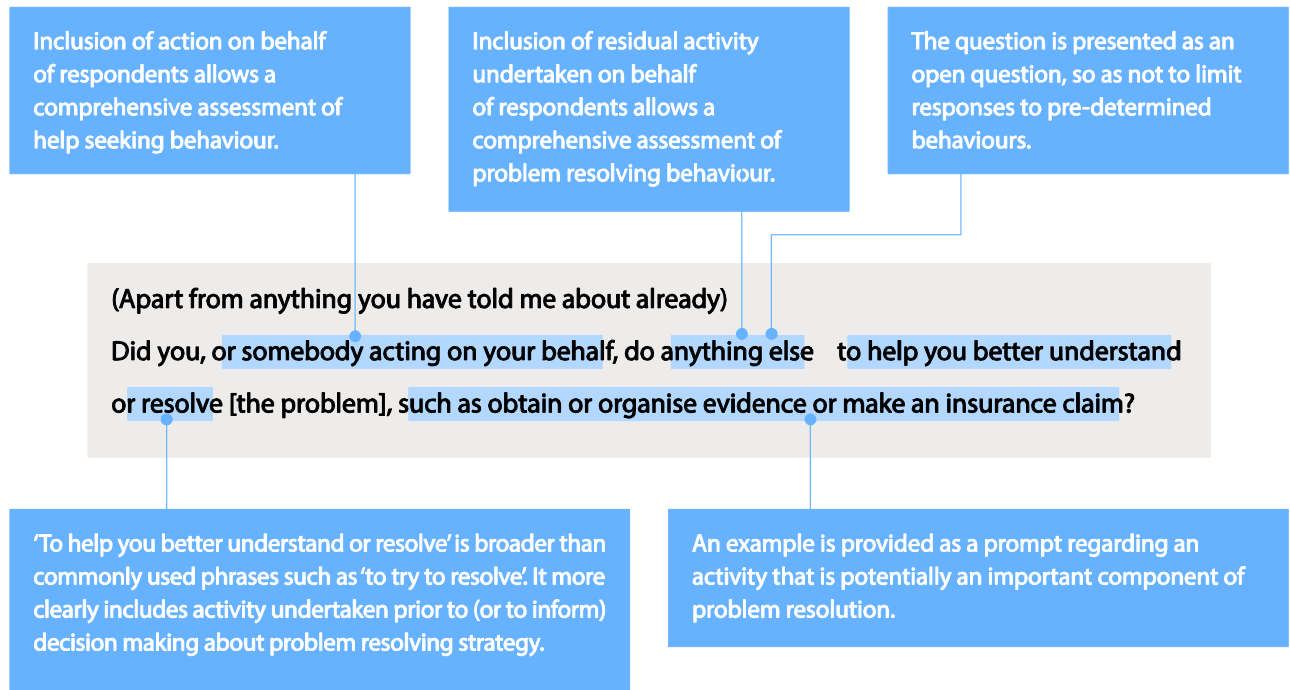 Inclusion of action on behalf
of respondents allows a
comprehensive assessment of
help seeking behaviour.
Inclusion of residual activity
undertaken on behalf
of respondents allows a
comprehensive assessment of
problem resolving behaviour.
The question is presented as an
open question, so as not to limit
responses to pre-determined
behaviours.
(Apart from anything you have told me about already)
Did you, or somebody acting on your behalf, do anything else to help you better understand
or resolve [the problem], such as obtain or organise evidence or make an insurance claim?
‘To help you better understand or resolve’ is broader than
commonly used phrases such as ‘to try to resolve’. It more
clearly includes activity undertaken prior to (or to inform)
decision making about problem resolving strategy.
An example is provided as a prompt regarding an
activity that is potentially an important component of
problem resolution.